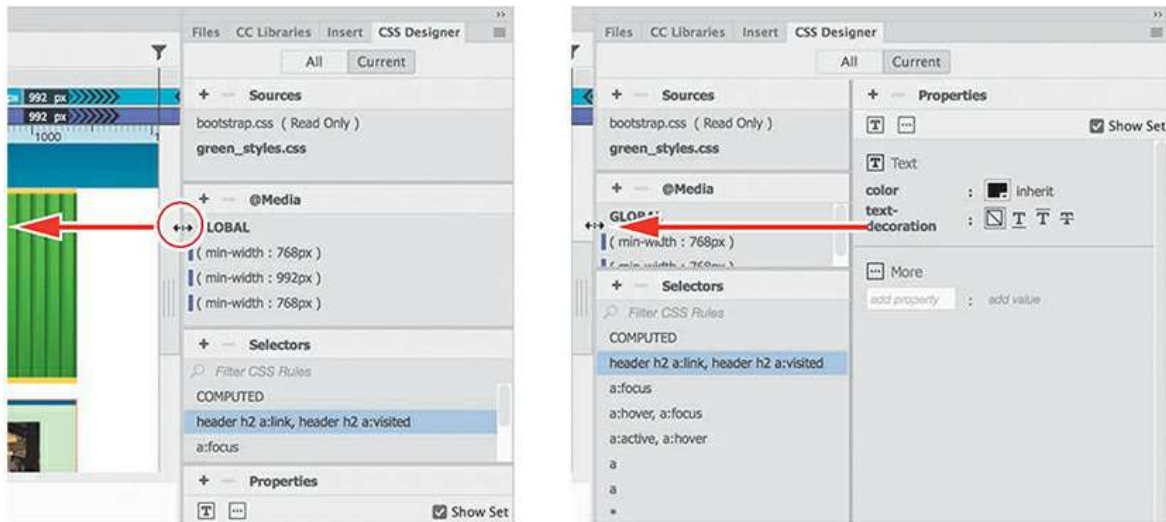 Files CC Libraries Insert CSS Designer
All Current
+ − Sources
bootstrap.css ( Read Only )
green_styles.css
+ − @Media
LOBAL
( min-width : 768px )
( min-width : 992px )
( min-width : 768px )
+ − Selectors
Filter CSS Rules
COMPUTED
header h2 a:link, header h2 a:visited
a:focus
+ − Properties
T Show Set
992 px
992 px
1000
Files CC Libraries Insert CSS Designer
All Current
+ − Sources
bootstrap.css ( Read Only )
green_styles.css
+ − @Media
GLOBAL
( min-width : 768px )
( min-width : 768px )
+ − Selectors
Filter CSS Rules
COMPUTED
header h2 a:link, header h2 a:visited
a:focus
a:hover, a:focus
a:active, a:hover
a
a
*
+ − Properties
T Show Set
T Text
color : inherit
text-
decoration : T T T
More
add property : add value